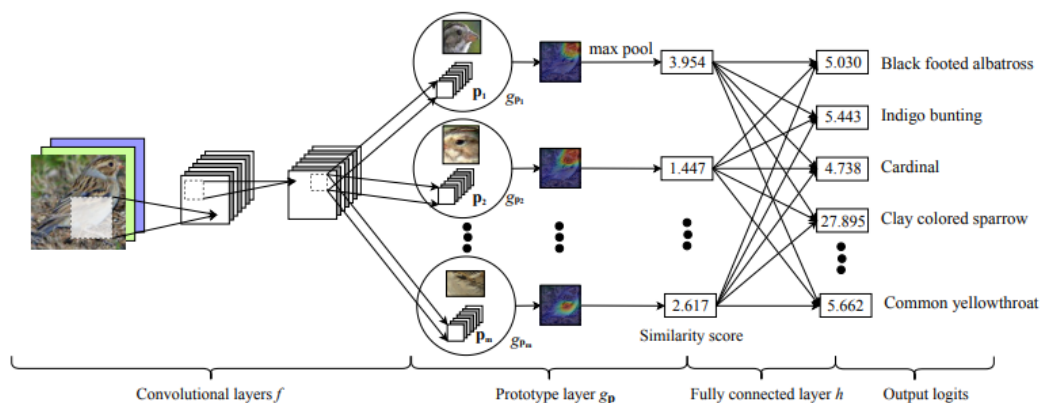 p₁
g_p₁
max pool
3.954
5.030
Black footed albatross
5.443
Indigo bunting
p₂
g_p₂
1.447
4.738
Cardinal
27.895
Clay colored sparrow
pₘ
g_pₘ
2.617
5.662
Common yellowthroat
Similarity score
Convolutional layers f
Prototype layer g_p
Fully connected layer h
Output logits